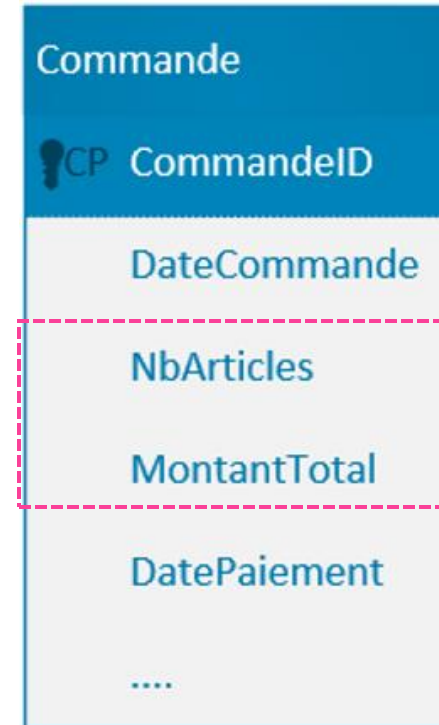 Commande
CP CommandeID
DateCommande
NbArticles
MontantTotal
DatePaiement
....